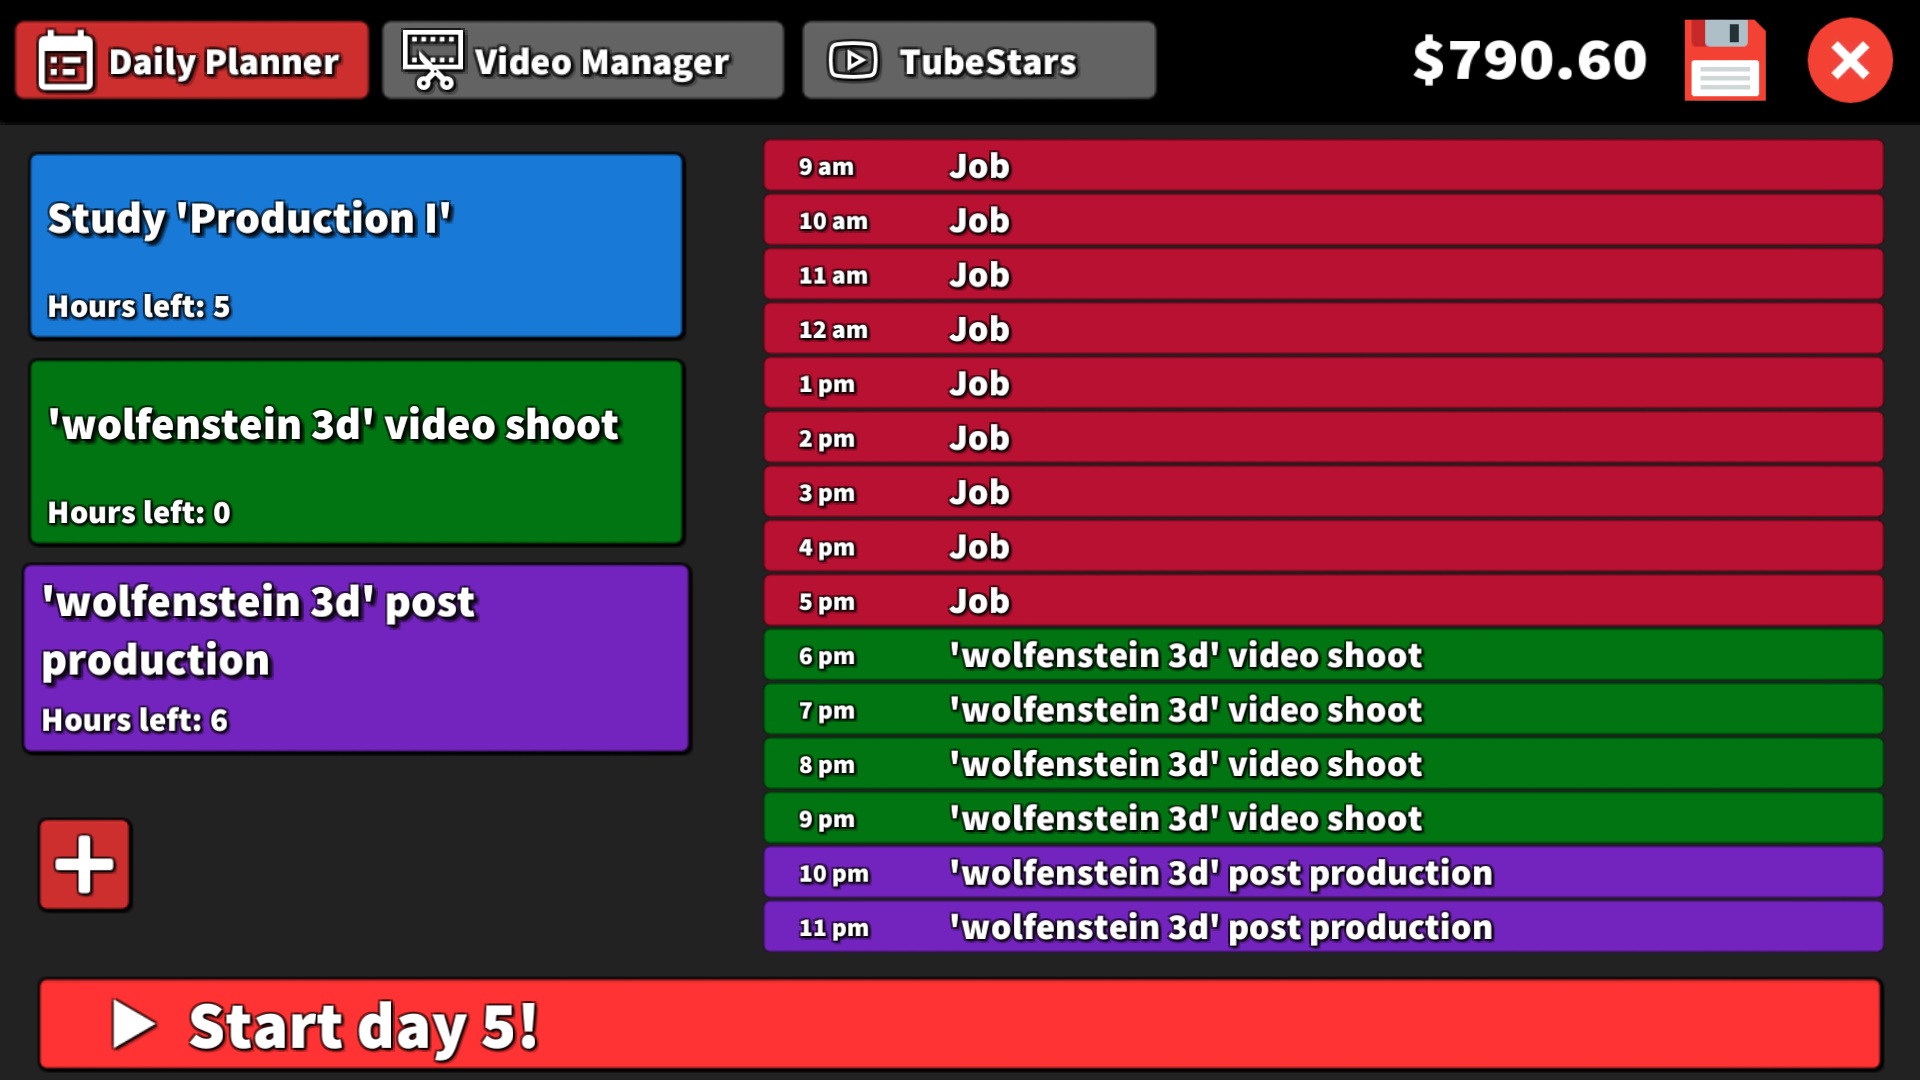 Daily Planner
Video Manager
TubeStars
$790.60
Study 'Production I'
Hours left: 5
'wolfenstein 3d' video shoot
Hours left: 0
'wolfenstein 3d' post
production
Hours left: 6
9 am Job
10 am Job
11 am Job
12 am Job
1 pm Job
2 pm Job
3 pm Job
4 pm Job
5 pm Job
6 pm 'wolfenstein 3d' video shoot
7 pm 'wolfenstein 3d' video shoot
8 pm 'wolfenstein 3d' video shoot
9 pm 'wolfenstein 3d' video shoot
10 pm 'wolfenstein 3d' post production
11 pm 'wolfenstein 3d' post production
Start day 5!